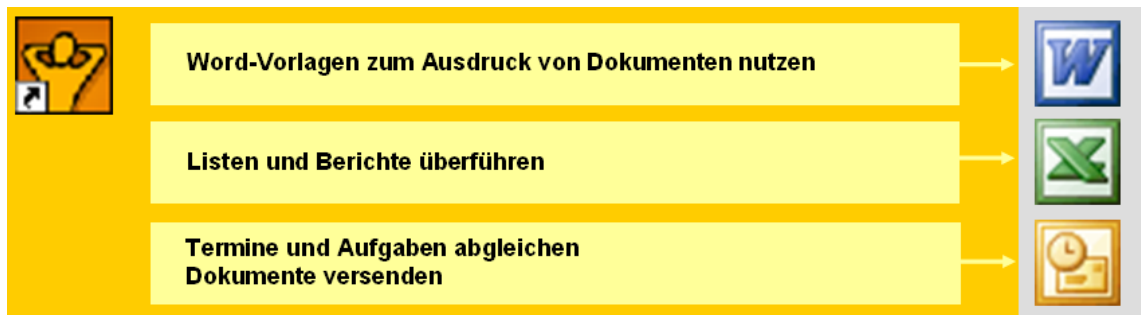 Word-Vorlagen zum Ausdruck von Dokumenten nutzen
Listen und Berichte überführen
Termine und Aufgaben abgleichen
Dokumente versenden